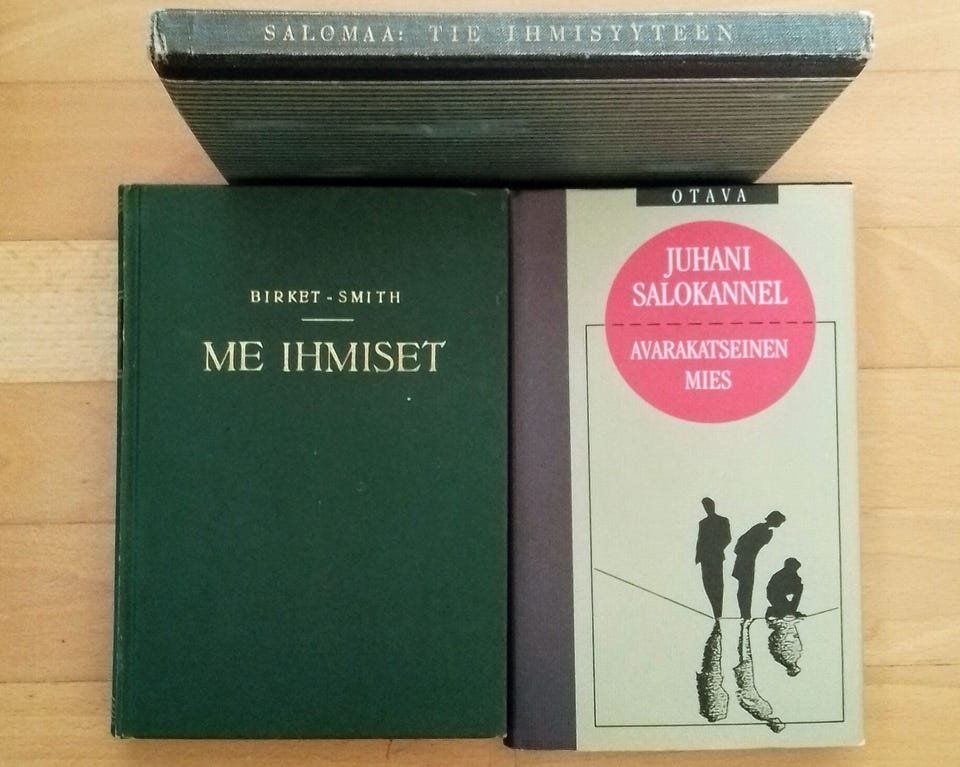 SALOMAA: TIE IHMISYYTEEN
BIRKET-SMITH
ME IHMISET
OTAVA
JUHANI
SALOKANNEL
AVARAKATSEINEN
MIES